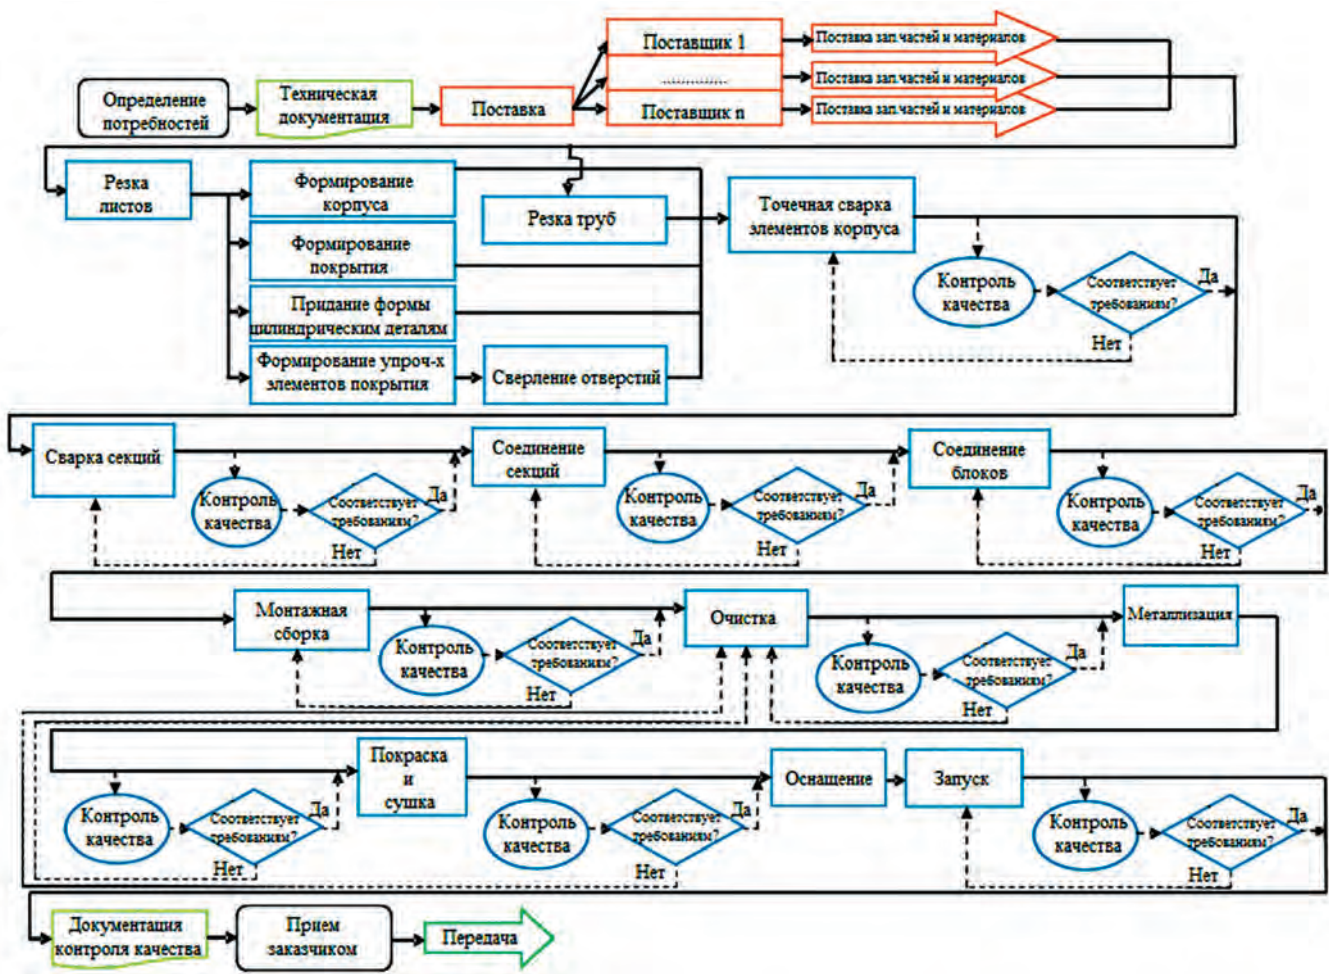 Определение
потребностей
Техническая
документация
Поставка
Поставщик 1
..............
Поставщик n
Поставка зап.частей и материалов
Поставка зап.частей и материалов
Поставка зап.частей и материалов
Резка
листов
Формирование
корпуса
Формирование
покрытия
Придание формы
цилиндрическим деталям
Формирование упроч-х
элементов покрытия
Резка труб
Сверление отверстий
Точечная сварка
элементов корпуса
Контроль
качества
Соответствует
требованиям?
Да
Нет
Сварка секций
Контроль
качества
Соответствует
требованиям?
Да
Нет
Соединение
секций
Контроль
качества
Соответствует
требованиям?
Да
Нет
Соединение
блоков
Контроль
качества
Соответствует
требованиям?
Да
Нет
Монтажная
сборка
Контроль
качества
Соответствует
требованиям?
Да
Нет
Очистка
Контроль
качества
Соответствует
требованиям?
Да
Нет
Металлизация
Контроль
качества
Соответствует
требованиям?
Да
Нет
Покраска
и
сушка
Контроль
качества
Соответствует
требованиям?
Да
Нет
Оснащение
Запуск
Контроль
качества
Соответствует
требованиям?
Да
Нет
Документация
контроля качества
Прием
заказчиком
Передача